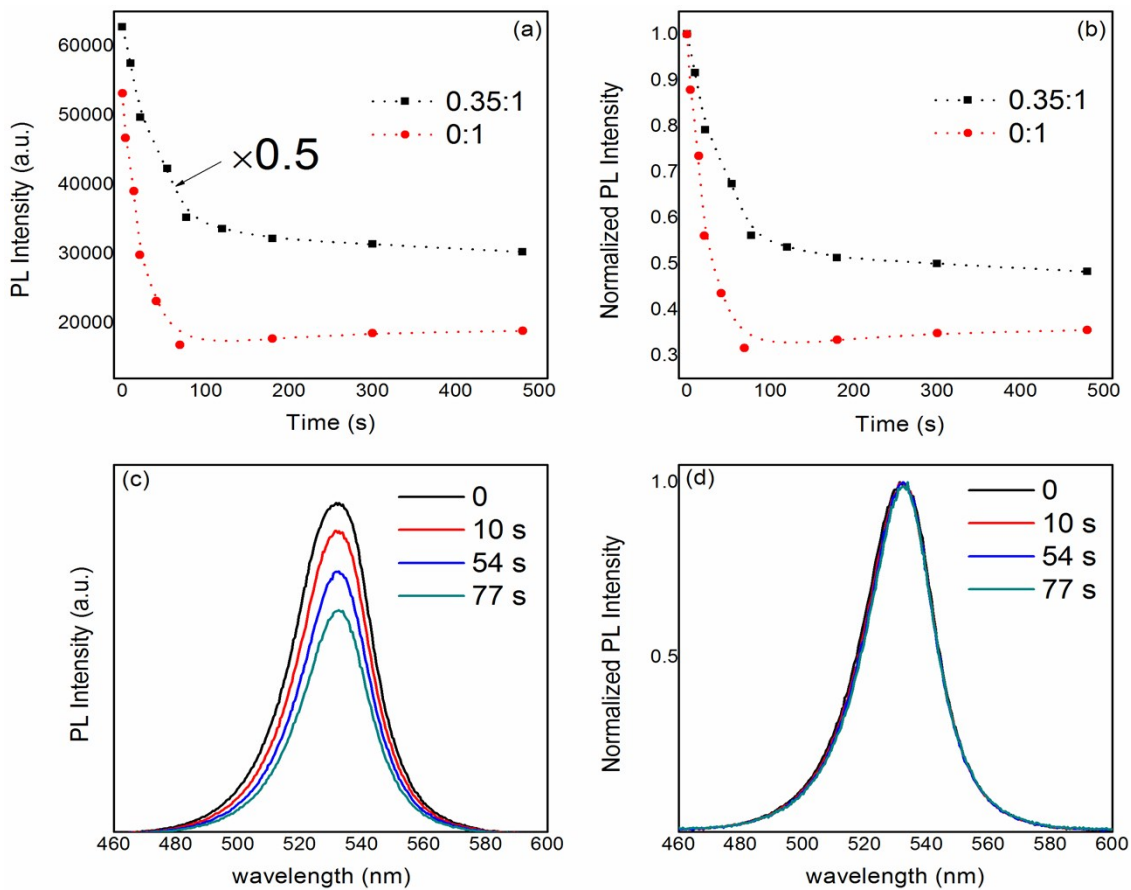 (a)
PL Intensity (a.u.)
60000
50000
40000
30000
20000
0.35:1
0:1
×0.5
0 100 200 300 400 500
Time (s)
(b)
Normalized PL Intensity
1.0
0.9
0.8
0.7
0.6
0.5
0.4
0.3
0.35:1
0:1
0 100 200 300 400 500
Time (s)
(c)
PL Intensity (a.u.)
0
10 s
54 s
77 s
460 480 500 520 540 560 580 600
wavelength (nm)
(d)
Normalized PL Intensity
1.0
0.5
0
10 s
54 s
77 s
460 480 500 520 540 560 580 600
wavelength (nm)